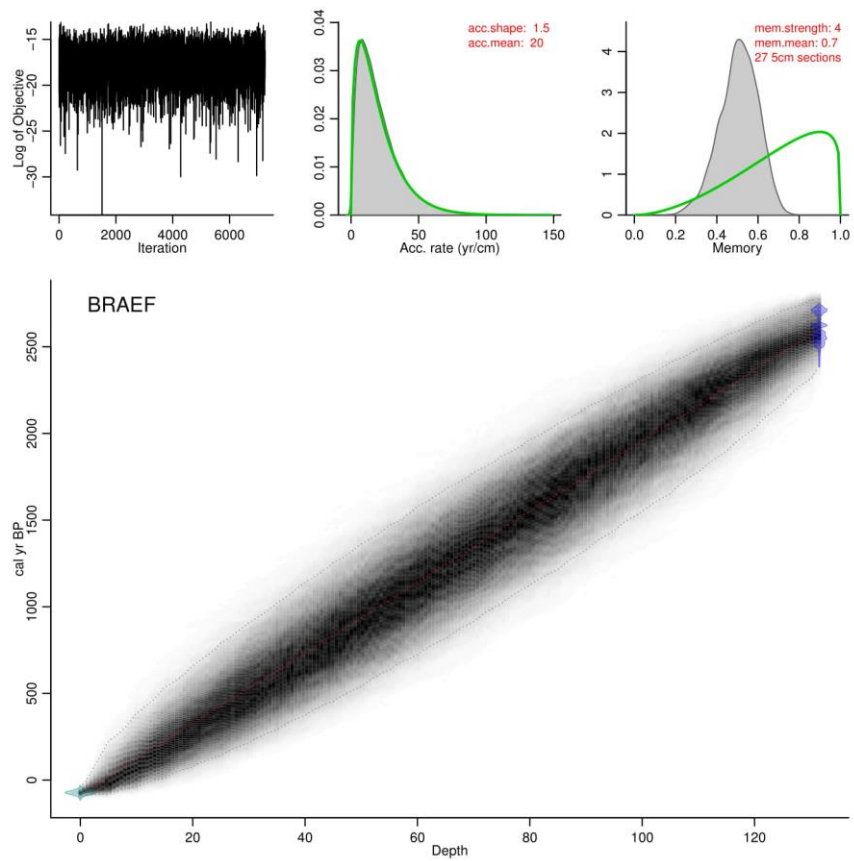 −15
−20
−25
−30
Log of Objective
0 2000 4000 6000
Iteration
acc.shape: 1.5
acc.mean: 20
0.04
0.03
0.02
0.01
0.00
0 50 100 150
Acc. rate (yr/cm)
mem.strength: 4
mem.mean: 0.7
27 5cm sections
4
3
2
1
0
0.0 0.2 0.4 0.6 0.8 1.0
Memory
BRAEF
2500
2000
1500
1000
500
0
cal yr BP
0 20 40 60 80 100 120
Depth